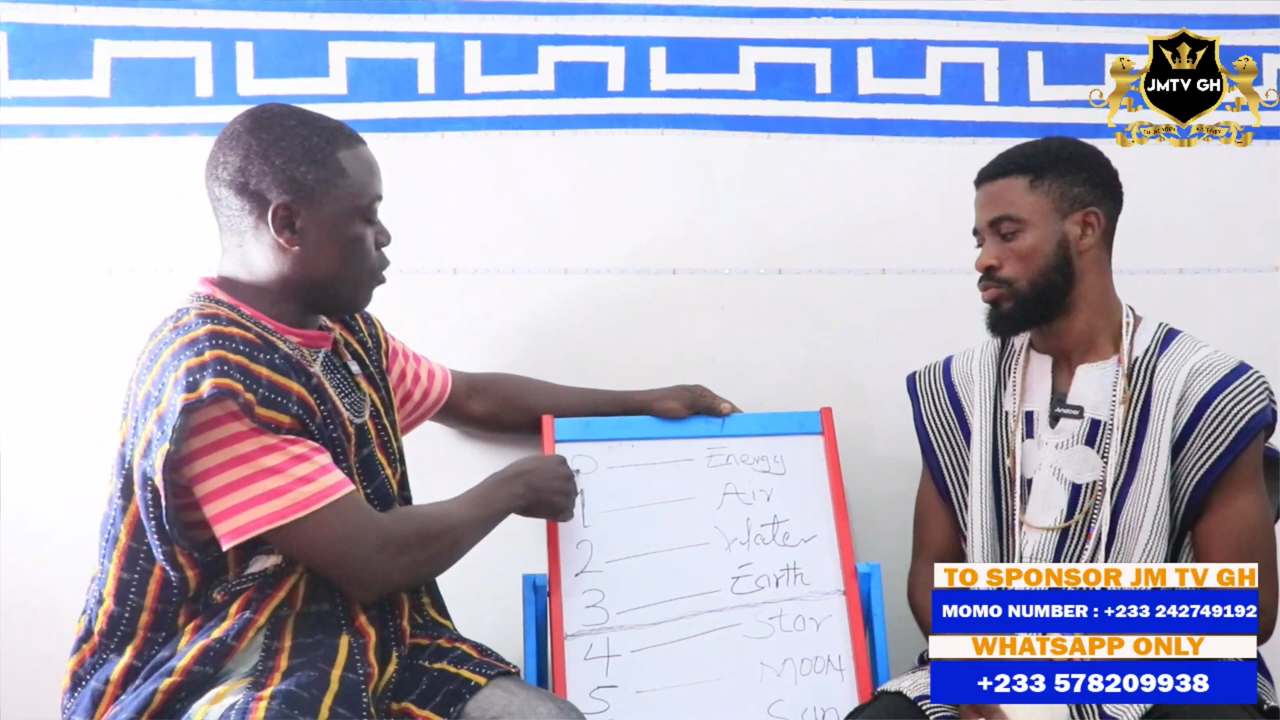 JMTV GH
0 — Energy
1 — Air
2 — Water
3 — Earth
4 — Star
5 — MOON
Sun
TO SPONSOR JM TV GH
MOMO NUMBER : +233 242749192
WHATSAPP ONLY
+233 578209938